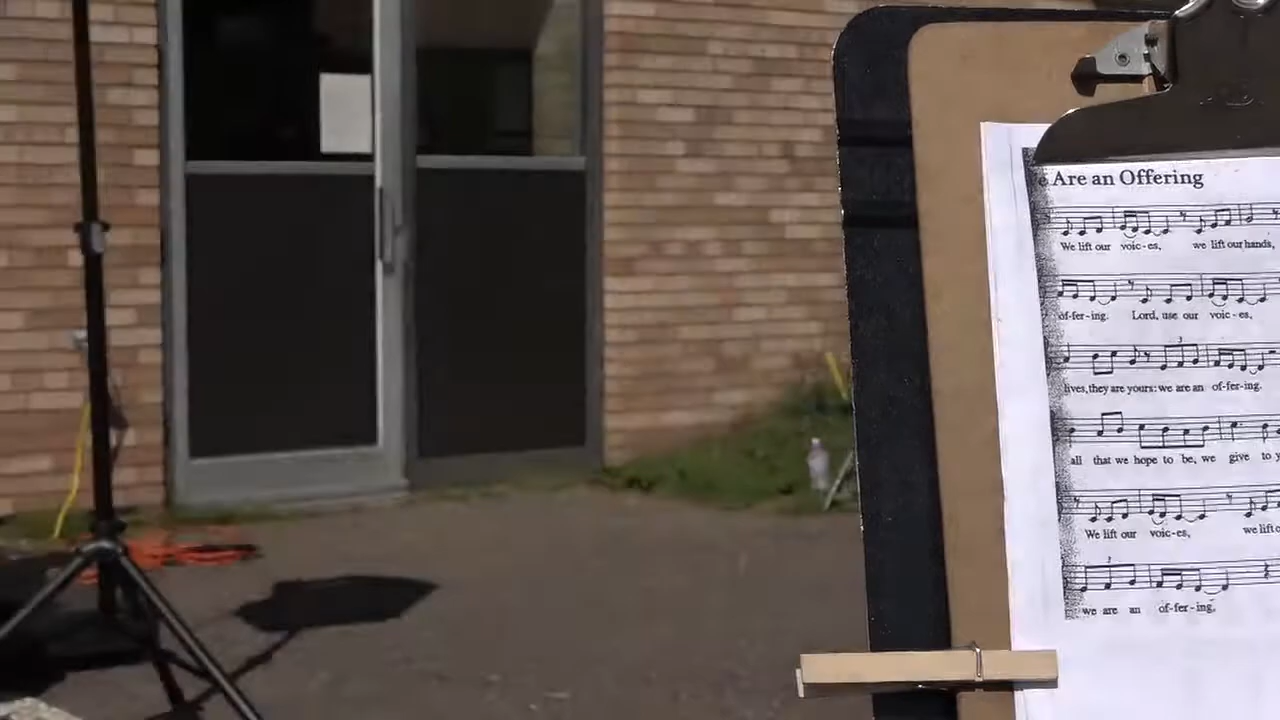 e Are an Offering
We lift our voic-es, we lift our hands,
of-fer-ing. Lord, use our voic-es,
lives, they are yours: we are an of-fer-ing.
all that we hope to be, we give to y
We lift our voic-es, we lift o
we are an of-fer-ing,